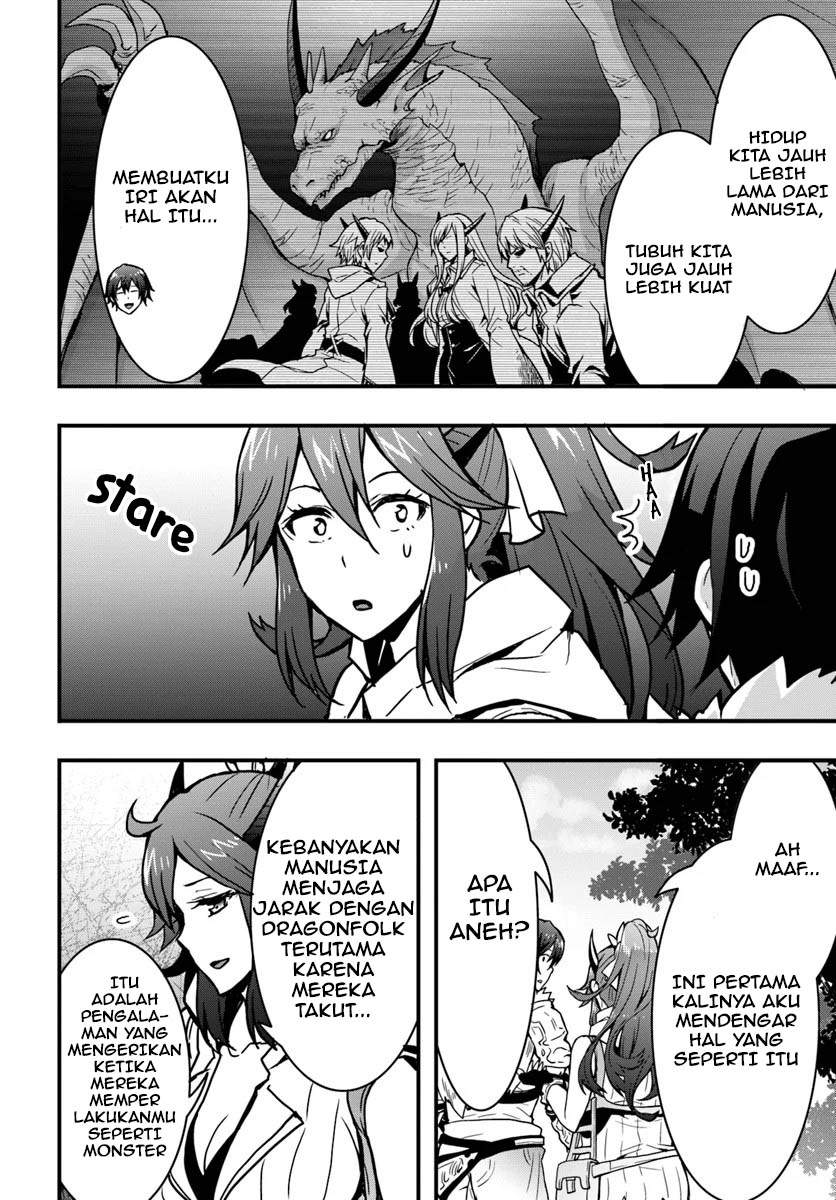 HIDUP
KITA JAUH
LEBIH
LAMA DARI
MANUSIA,
TUBUH KITA
JUGA JAUH
LEBIH KUAT
MEMBUATKU
IRI AKAN
HAL ITU...
HAA
stare
AH
MAAF...
INI PERTAMA
KALINYA AKU
MENDENGAR
HAL YANG
SEPERTI ITU
APA
ITU
ANEH?
KEBANYAKAN
MANUSIA
MENJAGA
JARAK DENGAN
DRAGONFOLK
TERUTAMA
KARENA
MEREKA
TAKUT...
ITU
ADALAH
PENGALA-
MAN YANG
MENGERIKAN
KETIKA
MEREKA
MEMPER
LAKUKANMU
SEPERTI
MONSTER